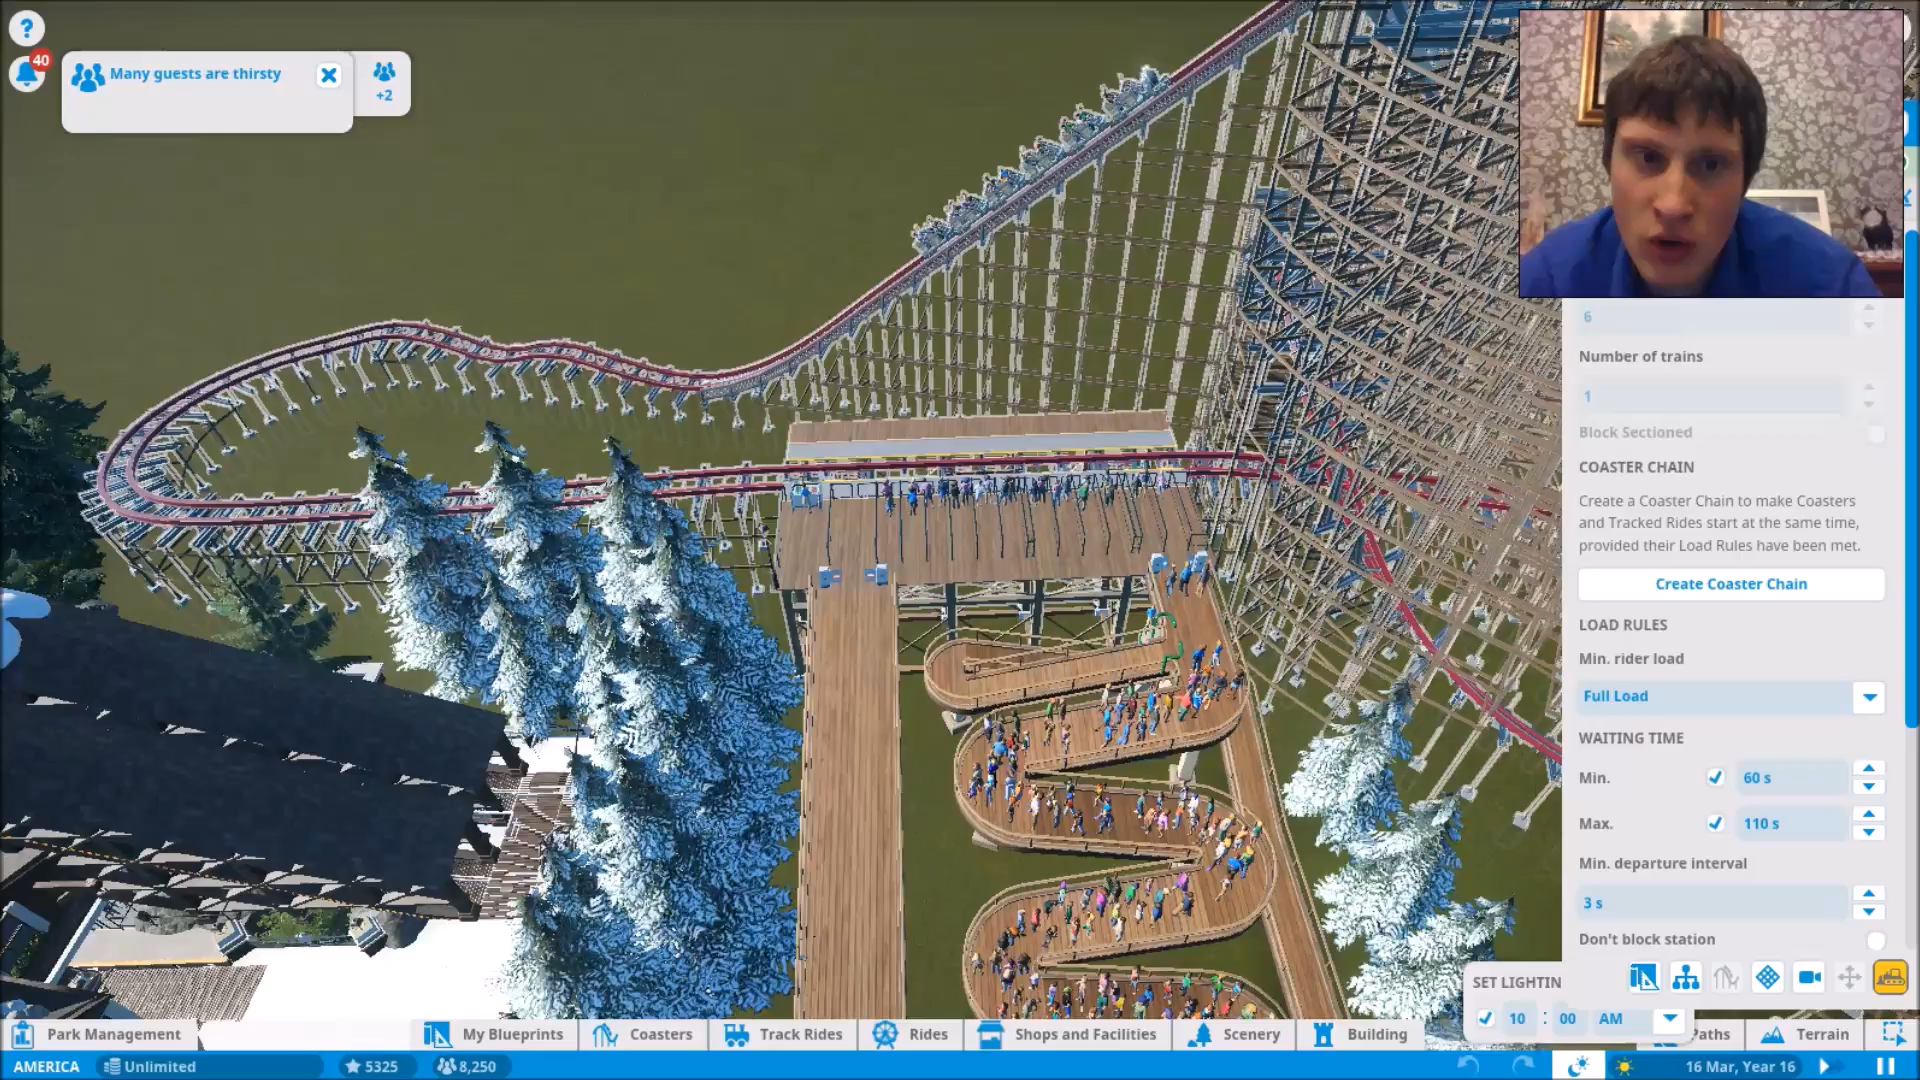 ?
40
Many guests are thirsty
+2
6
Number of trains
1
Block Sectioned
COASTER CHAIN
Create a Coaster Chain to make Coasters
and Tracked Rides start at the same time,
provided their Load Rules have been met.
Create Coaster Chain
LOAD RULES
Min. rider load
Full Load
WAITING TIME
Min. 60 s
Max. 110 s
Min. departure interval
3 s
Don't block station
SET LIGHTIN
10 : 00 AM
Park Management
My Blueprints
Coasters
Track Rides
Rides
Shops and Facilities
Scenery
Building
Paths
Terrain
AMERICA
Unlimited
5325
8,250
16 Mar, Year 16